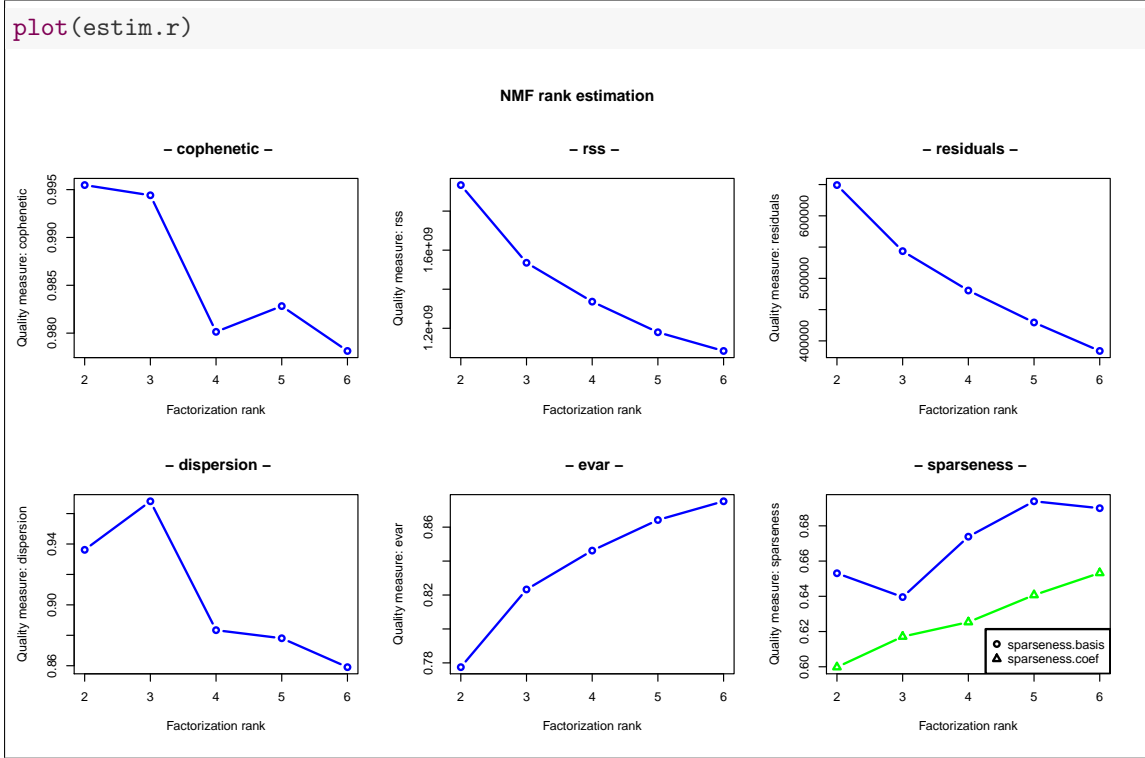 plot(estim.r)
NMF rank estimation
– cophenetic –
Quality measure: cophenetic
0.980 0.985 0.990 0.995
2 3 4 5 6
Factorization rank
– rss –
Quality measure: rss
1.2e+09 1.6e+09
2 3 4 5 6
Factorization rank
– residuals –
Quality measure: residuals
400000 500000 600000
2 3 4 5 6
Factorization rank
– dispersion –
Quality measure: dispersion
0.86 0.90 0.94
2 3 4 5 6
Factorization rank
– evar –
Quality measure: evar
0.78 0.82 0.86
2 3 4 5 6
Factorization rank
– sparseness –
Quality measure: sparseness
0.60 0.62 0.64 0.66 0.68
sparseness.basis
sparseness.coef
2 3 4 5 6
Factorization rank